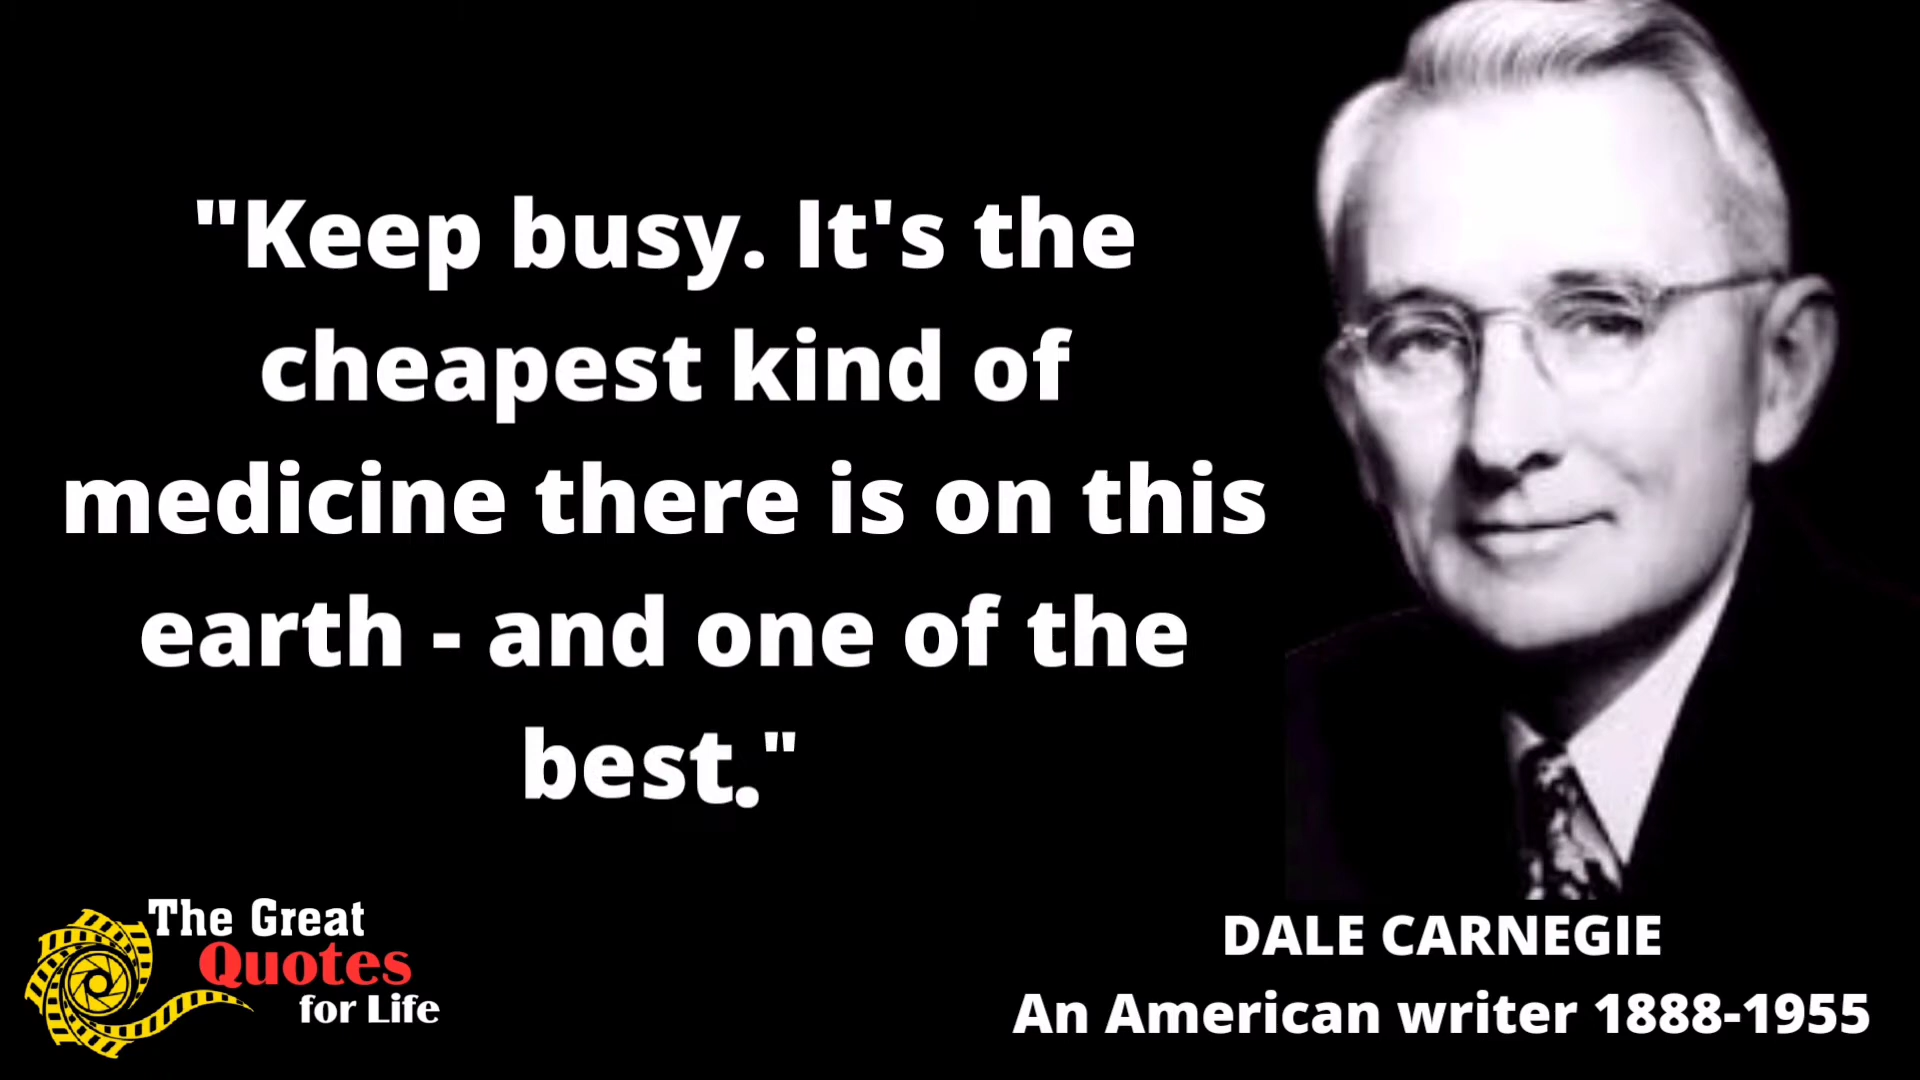 "Keep busy. It's the
cheapest kind of
medicine there is on this
earth - and one of the
best."
The Great
Quotes
for Life
DALE CARNEGIE
An American writer 1888-1955